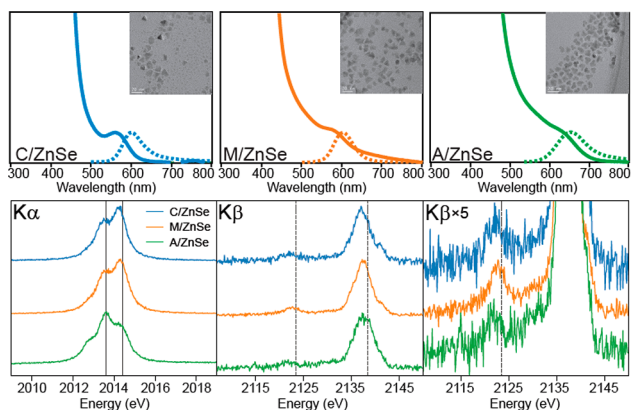 C/ZnSe
M/ZnSe
A/ZnSe
300 400 500 600 700 800
300 400 500 600 700 800
300 400 500 600 700 800
Wavelength (nm)
Wavelength (nm)
Wavelength (nm)
Kα
C/ZnSe
M/ZnSe
A/ZnSe
Kβ
Kβ×5
2010 2012 2014 2016 2018
2115 2125 2135 2145
2115 2125 2135 2145
Energy (eV)
Energy (eV)
Energy (eV)